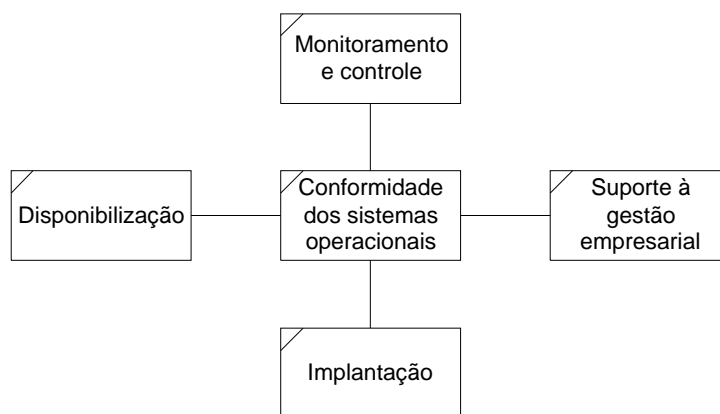 Monitoramento
e controle
Disponibilização
Conformidade
dos sistemas
operacionais
Suporte à
gestão
empresarial
Implantação